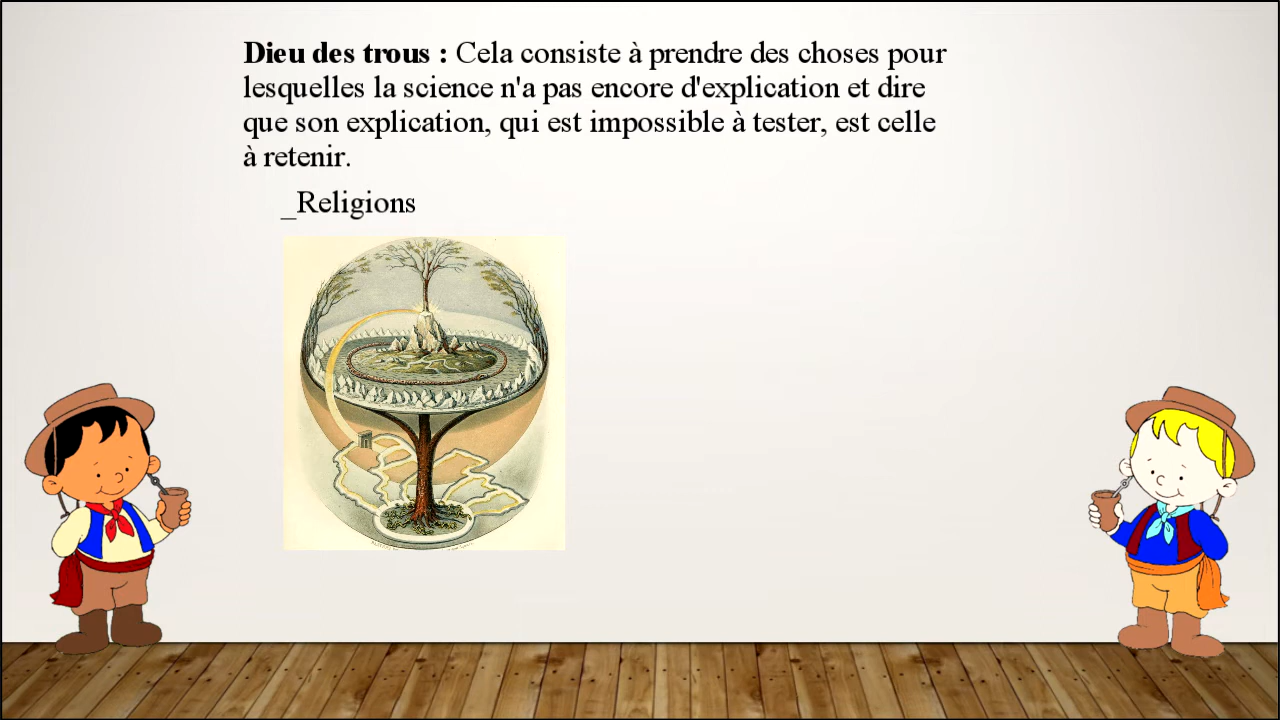 Dieu des trous : Cela consiste à prendre des choses pour
lesquelles la science n'a pas encore d'explication et dire
que son explication, qui est impossible à tester, est celle
à retenir.
_Religions